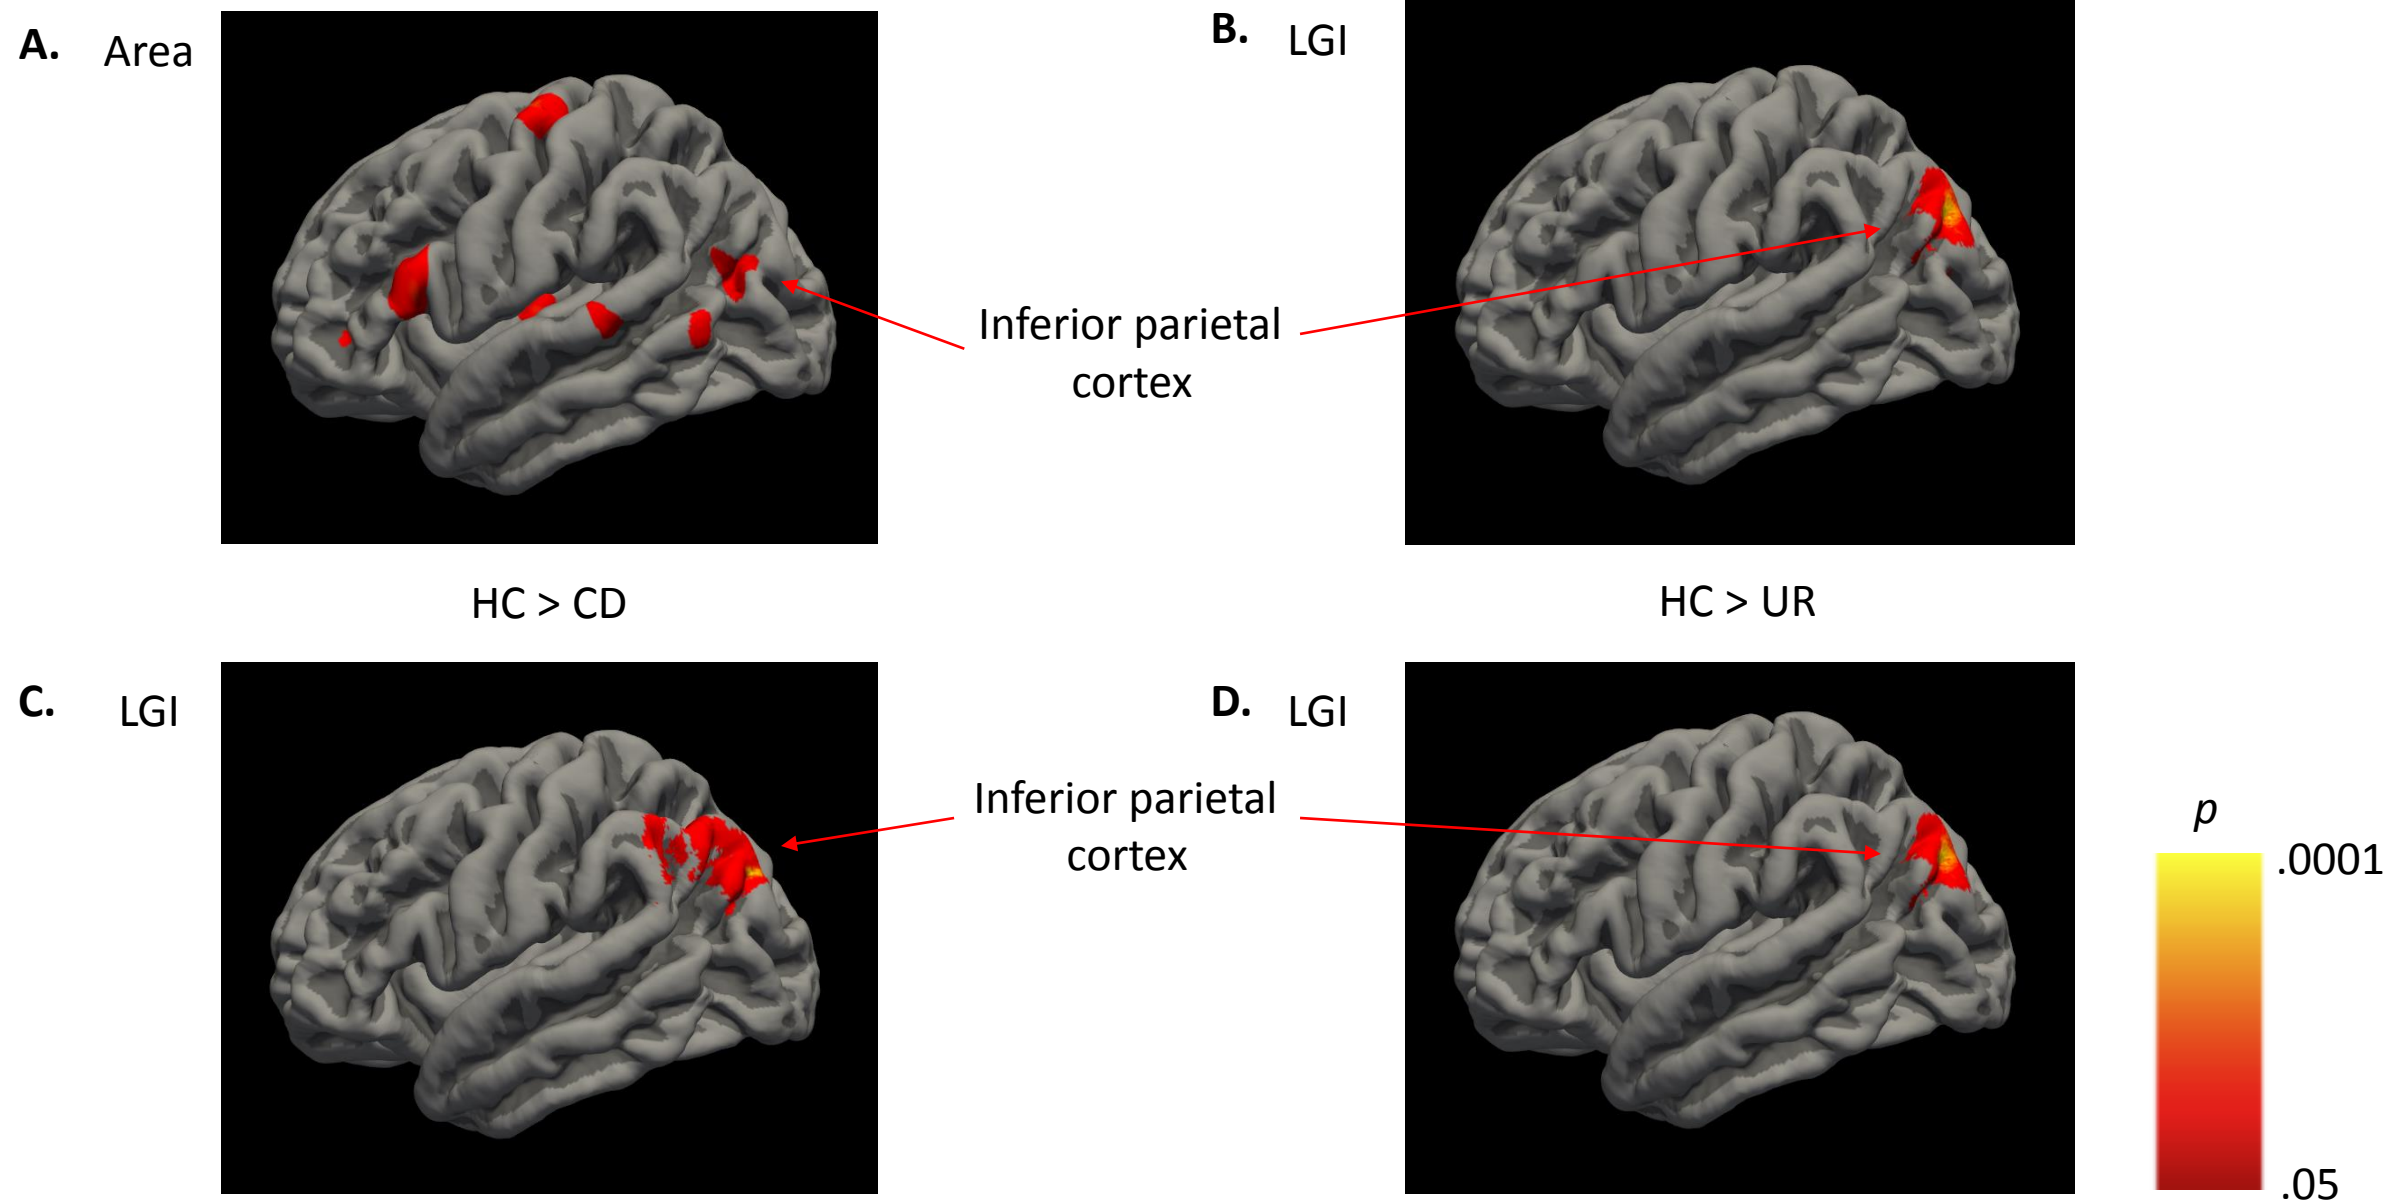 A. Area
B. LGI
Inferior parietal
cortex
HC > CD
HC > UR
C. LGI
D. LGI
Inferior parietal
cortex
p
.0001
.05